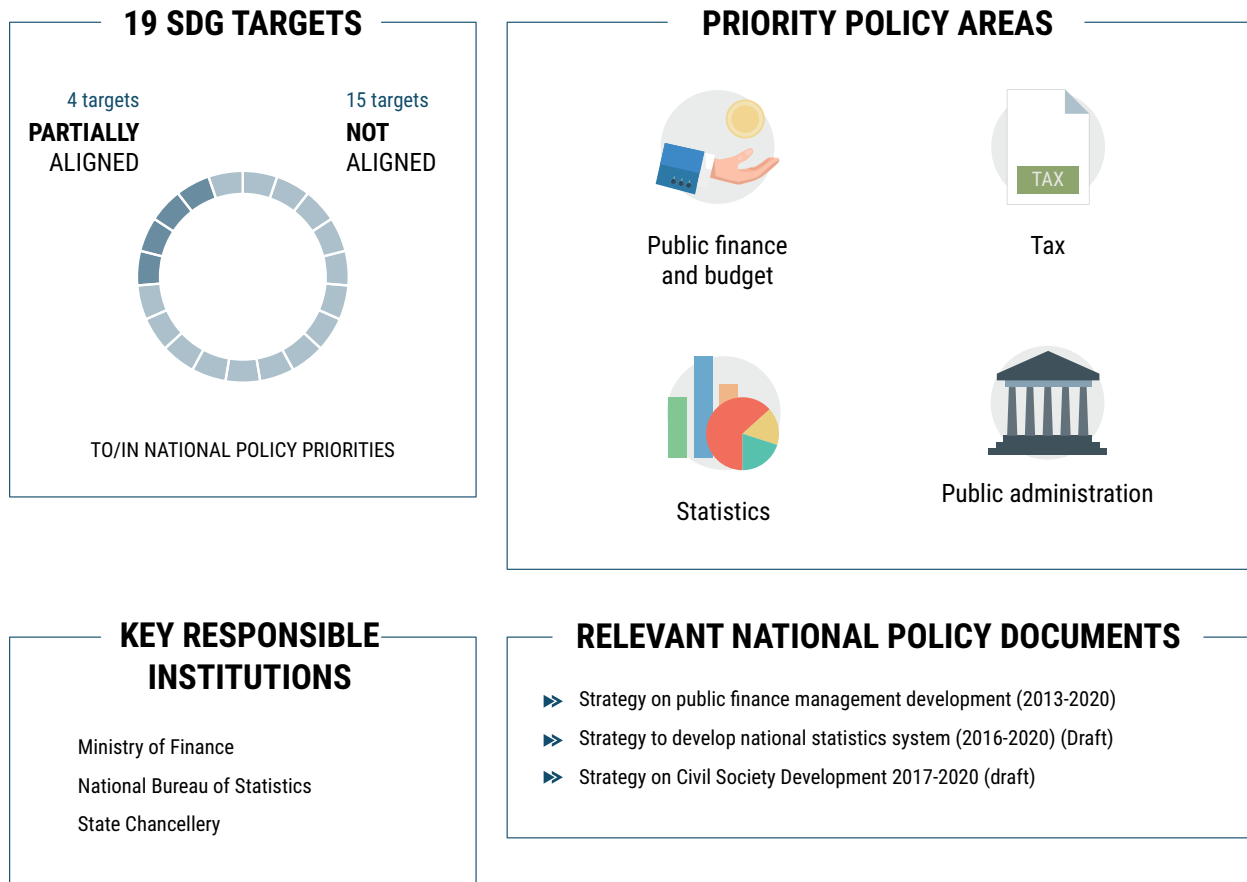 19 SDG TARGETS
4 targets
PARTIALLY
ALIGNED
15 targets
NOT
ALIGNED
TO/IN NATIONAL POLICY PRIORITIES
PRIORITY POLICY AREAS
Public finance
and budget
TAX
Tax
Statistics
Public administration
KEY RESPONSIBLE
INSTITUTIONS
Ministry of Finance
National Bureau of Statistics
State Chancellery
RELEVANT NATIONAL POLICY DOCUMENTS
Strategy on public finance management development (2013-2020)
Strategy to develop national statistics system (2016-2020) (Draft)
Strategy on Civil Society Development 2017-2020 (draft)